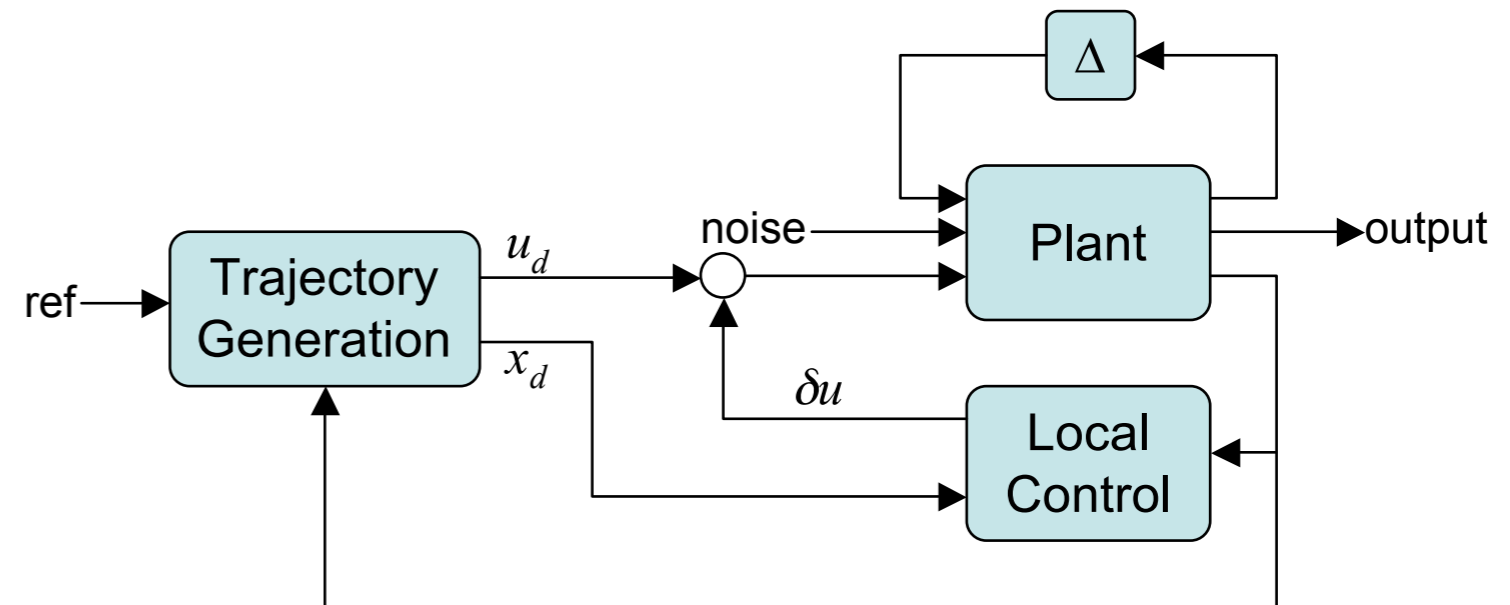 Δ
noise
Plant
output
ref
Trajectory
Generation
u_d
x_d
δu
Local
Control